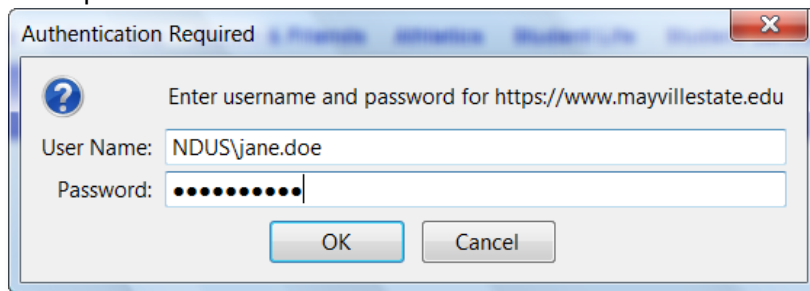 Authentication Required
Enter username and password for https://www.mayvillestate.edu
User Name: NDUS\jane.doe
Password: ●●●●●●●●●●
OK Cancel